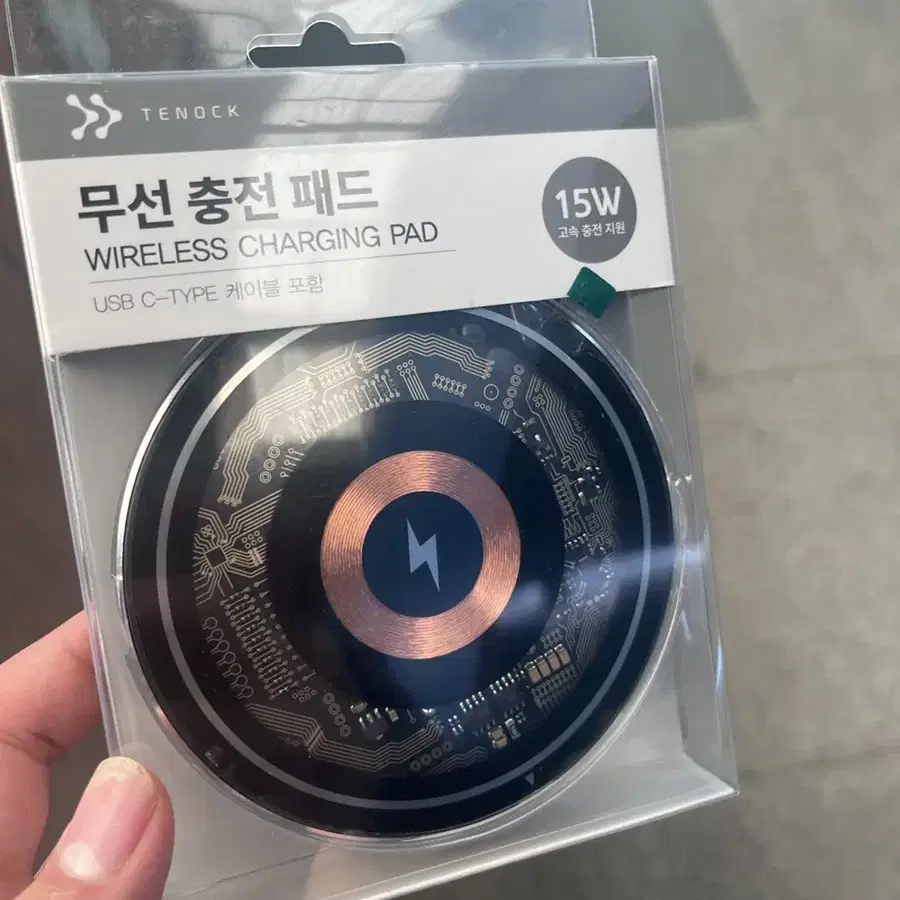 TENOCK
무선 충전 패드
WIRELESS CHARGING PAD
USB C-TYPE 케이블 포함
15W
고속 충전 지원